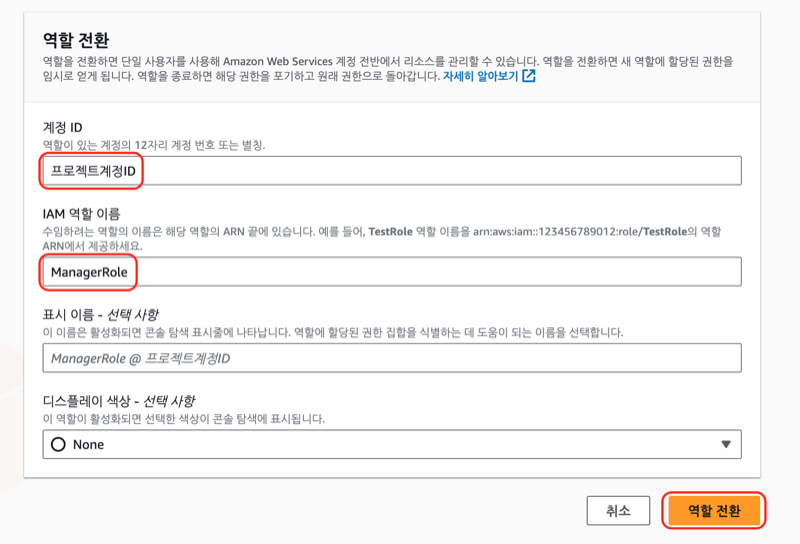 역할 전환
역할을 전환하면 단일 사용자를 사용해 Amazon Web Services 계정 전반에서 리소스를 관리할 수 있습니다. 역할을 전환하면 새 역할에 할당된 권한을
임시로 얻게 됩니다. 역할을 종료하면 해당 권한을 포기하고 원래 권한으로 돌아갑니다. 자세히 알아보기
계정 ID
역할이 있는 계정의 12자리 계정 번호 또는 별칭.
프로젝트계정ID
IAM 역할 이름
수임하려는 역할의 이름은 해당 역할의 ARN 끝에 있습니다. 예를 들어, TestRole 역할 이름을 arn:aws:iam::123456789012:role/TestRole의 역할
ARN에서 제공하세요.
ManagerRole
표시 이름 - 선택 사항
이 이름은 활성화되면 콘솔 탐색 표시줄에 나타납니다. 역할에 할당된 권한 집합을 식별하는 데 도움이 되는 이름을 선택합니다.
ManagerRole @ 프로젝트계정ID
디스플레이 색상 - 선택 사항
이 역할이 활성화되면 선택한 색상이 콘솔 탐색에 표시됩니다.
None
취소
역할 전환